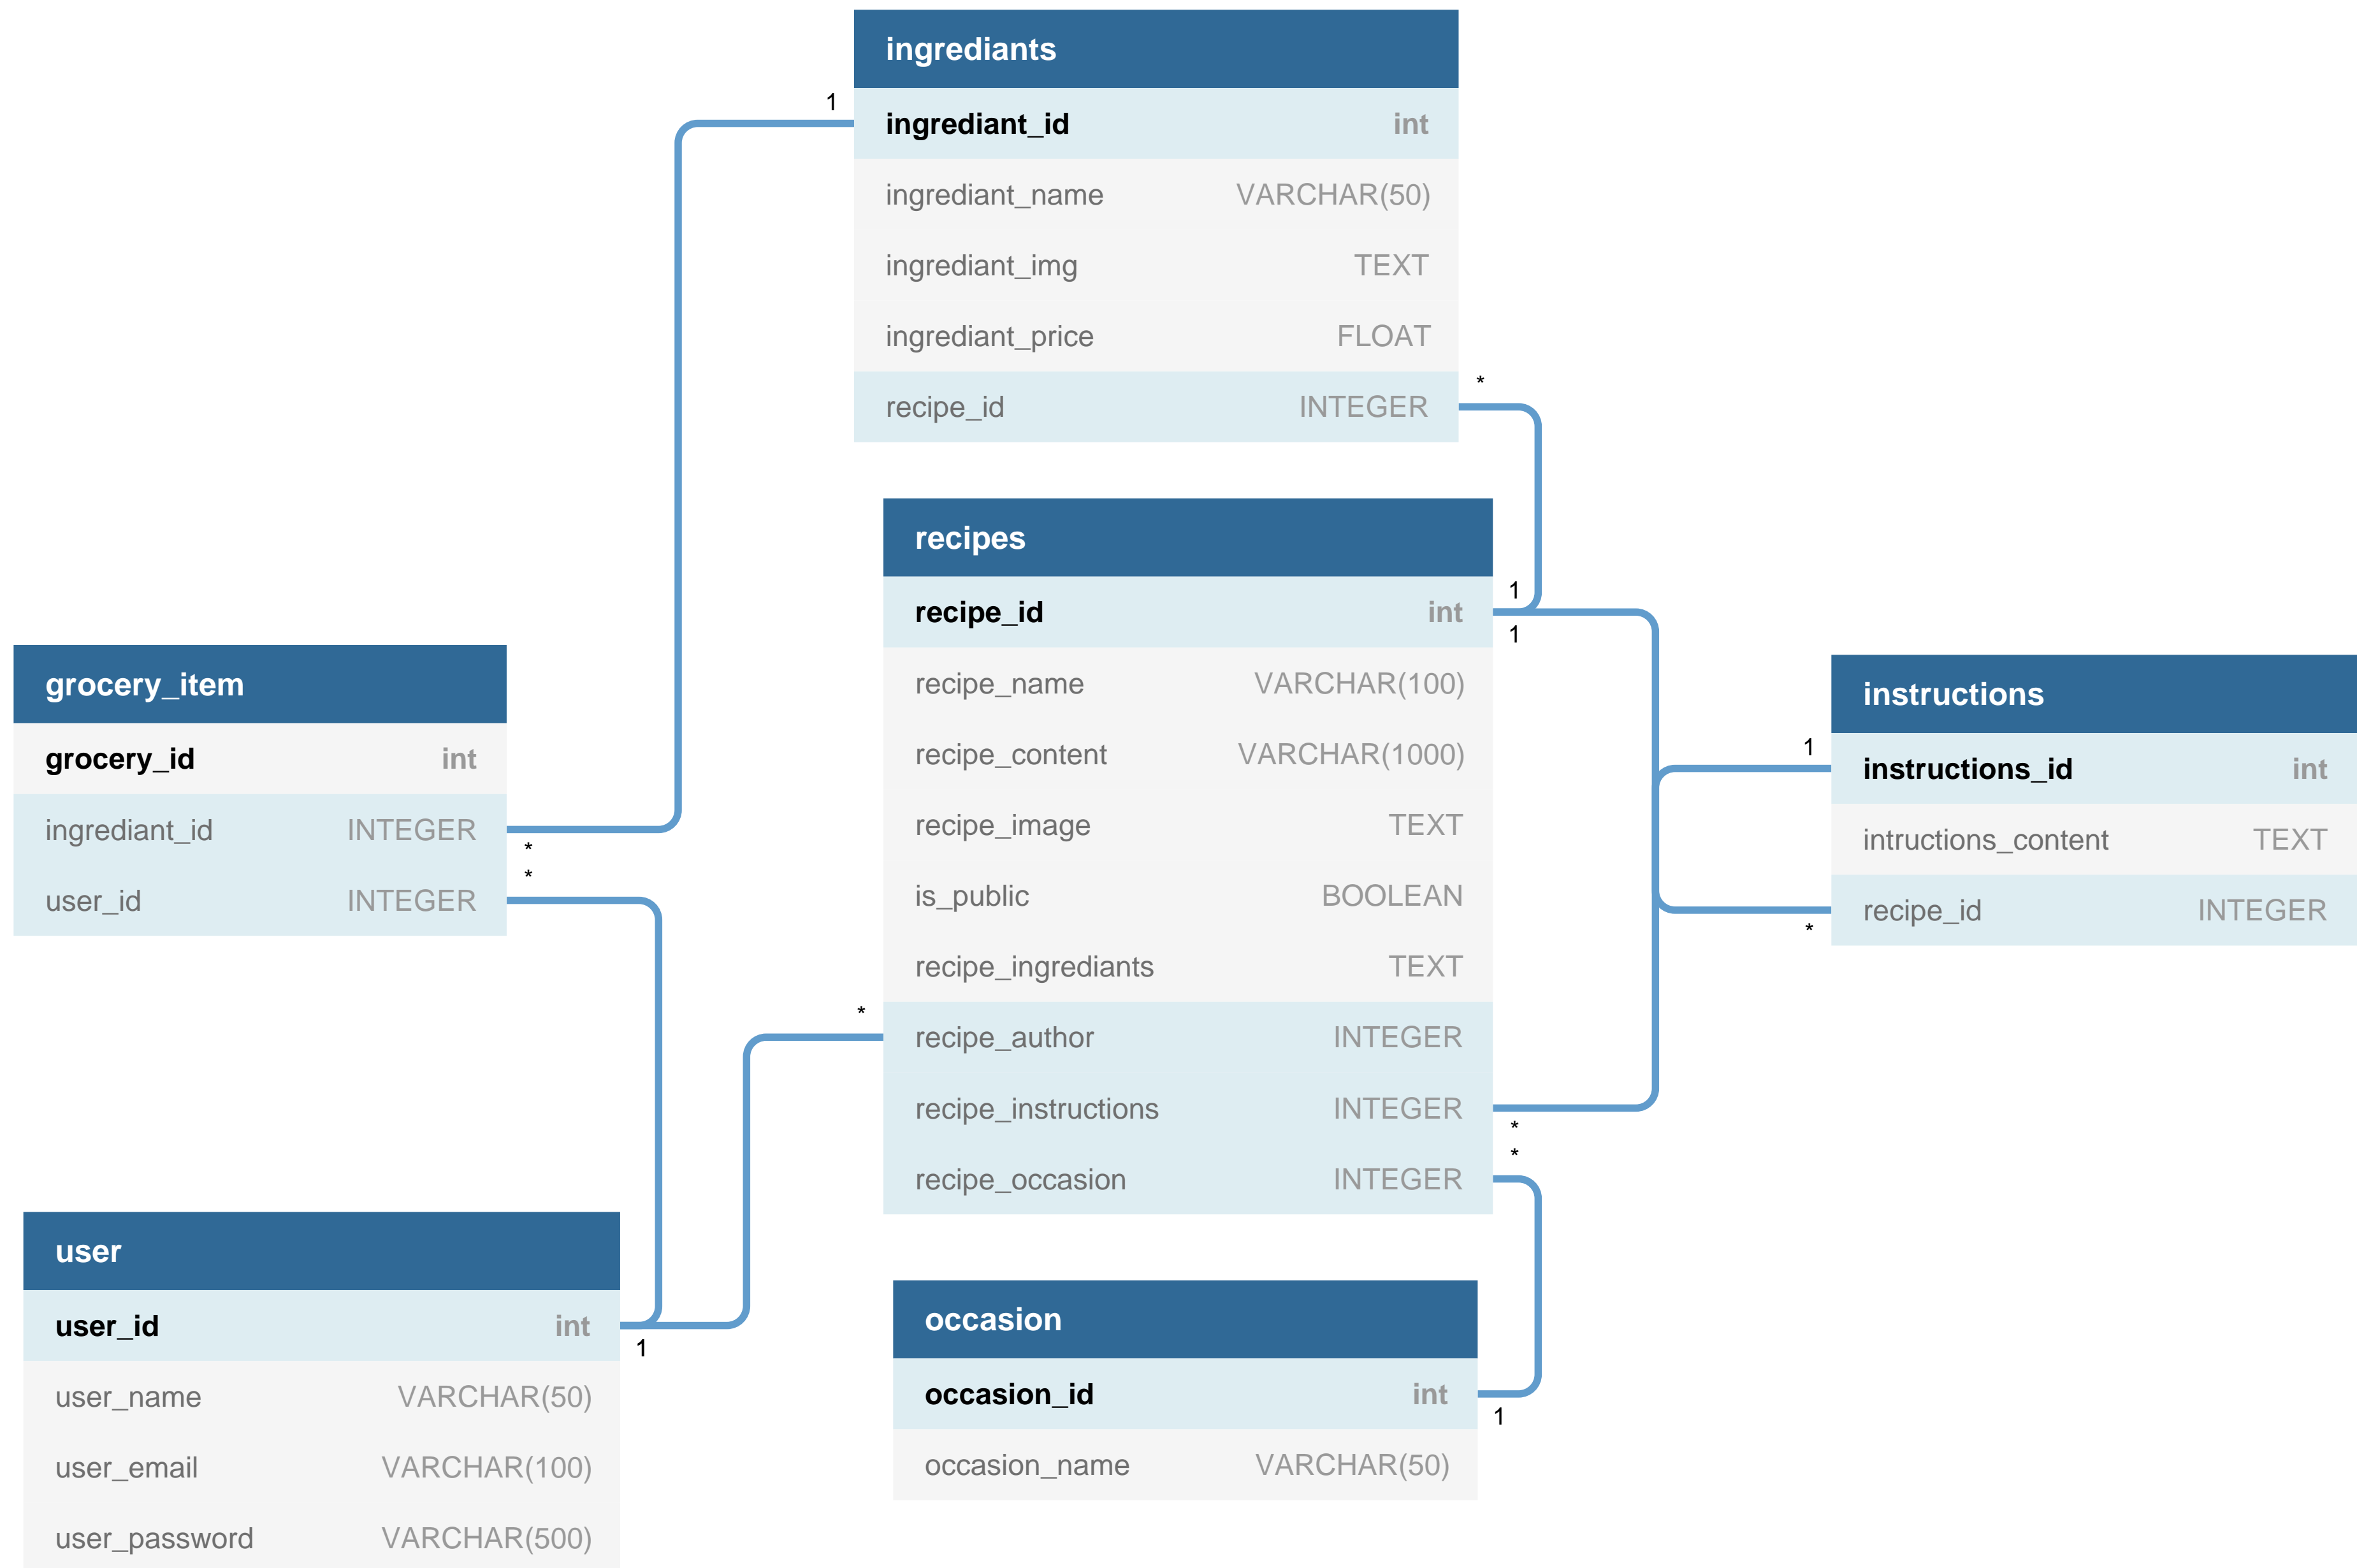 ingrediants
1
ingrediant_id int
ingrediant_name VARCHAR(50)
ingrediant_img TEXT
ingrediant_price FLOAT
*
recipe_id INTEGER
recipes
1
recipe_id int
1
recipe_name VARCHAR(100)
recipe_content VARCHAR(1000)
recipe_image TEXT
is_public BOOLEAN
recipe_ingrediants TEXT
*
recipe_author INTEGER
recipe_instructions INTEGER
*
*
recipe_occasion INTEGER
grocery_item
grocery_id int
ingrediant_id INTEGER
*
*
user_id INTEGER
instructions
1
instructions_id int
intructions_content TEXT
recipe_id INTEGER
*
user
user_id int
1
user_name VARCHAR(50)
user_email VARCHAR(100)
user_password VARCHAR(500)
occasion
occasion_id int
1
occasion_name VARCHAR(50)